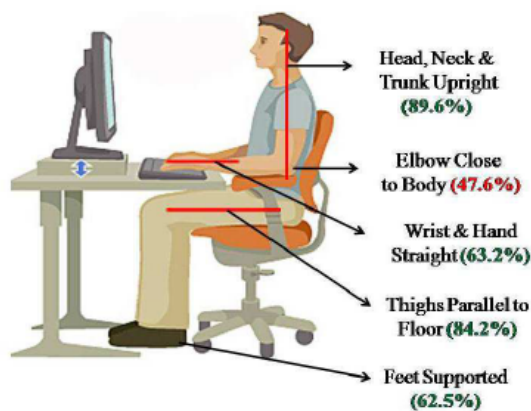 Head, Neck &
Trunk Upright
(89.6%)
Elbow Close
to Body (47.6%)
Wrist & Hand
Straight (63.2%)
Thighs Parallel to
Floor (84.2%)
Feet Supported
(62.5%)